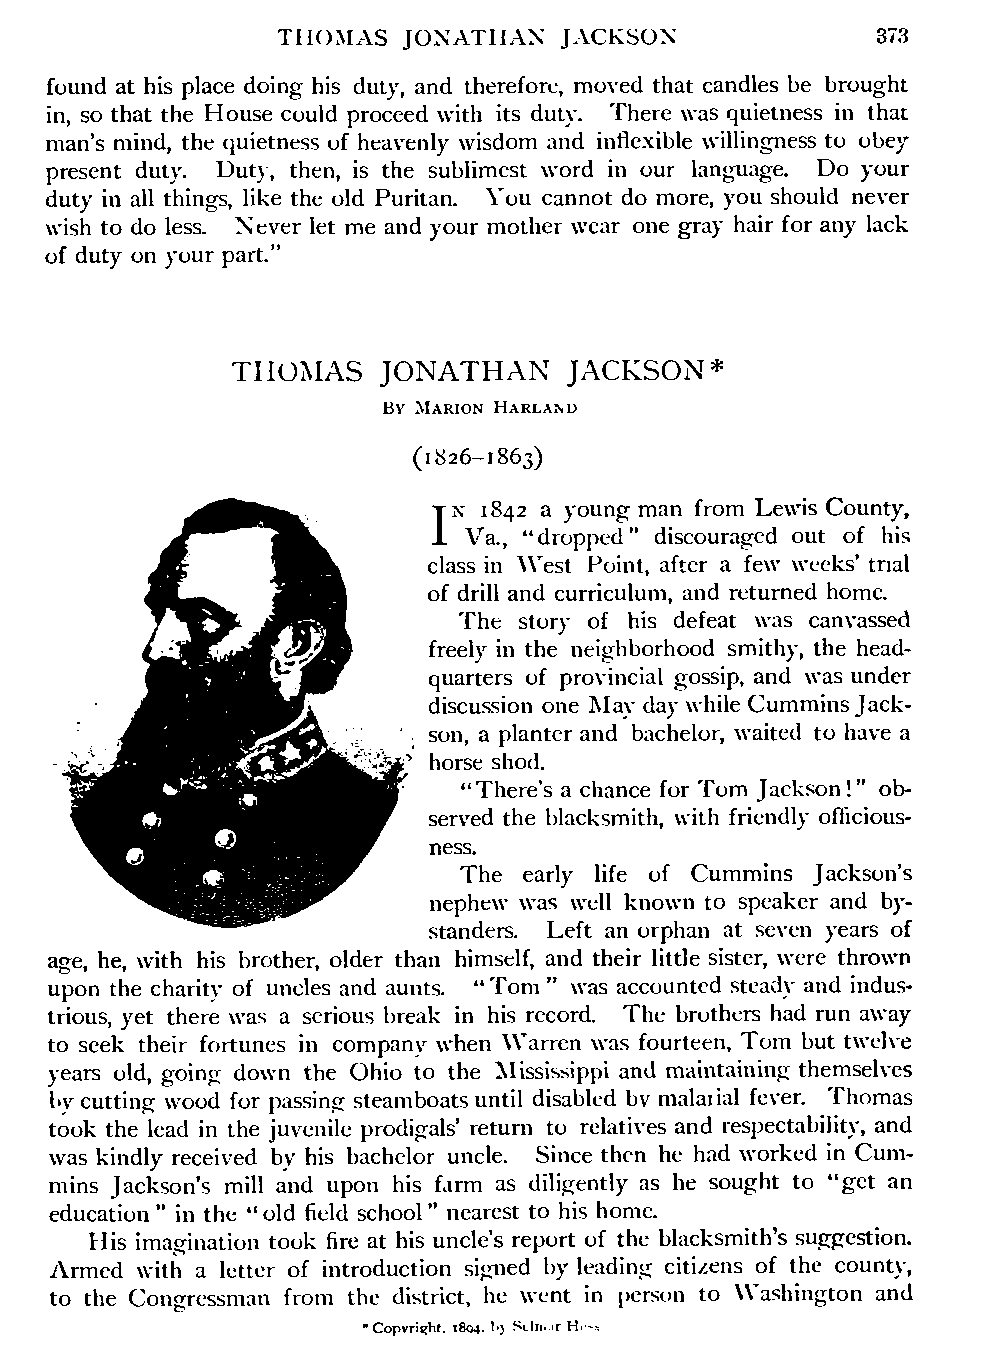 THOMAS JONATHAN JACKSON 373
found at his place doing his duty, and therefore, moved that candles be brought
in, so that the House could proceed with its duty. There was quietness in that
man's mind, the quietness of heavenly wisdom and inflexible willingness to obey
present duty. Duty, then, is the sublimest word in our language. Do your
duty in all things, like the old Puritan. You cannot do more, you should never
wish to do less. Never let me and your mother wear one gray hair for any lack
of duty on your part."
THOMAS JONATHAN JACKSON*
BY MARION HARLAND
(1826–1863)
IN 1842 a young man from Lewis County,
Va., "dropped" discouraged out of his
class in West Point, after a few weeks' trial
of drill and curriculum, and returned home.
The story of his defeat was canvassed
freely in the neighborhood smithy, the head-
quarters of provincial gossip, and was under
discussion one May day while Cummins Jack-
son, a planter and bachelor, waited to have a
horse shod.
"There's a chance for Tom Jackson!" ob-
served the blacksmith, with friendly officious-
ness.
The early life of Cummins Jackson's
nephew was well known to speaker and by-
standers. Left an orphan at seven years of
age, he, with his brother, older than himself, and their little sister, were thrown
upon the charity of uncles and aunts. "Tom" was accounted steady and indus-
trious, yet there was a serious break in his record. The brothers had run away
to seek their fortunes in company when Warren was fourteen, Tom but twelve
years old, going down the Ohio to the Mississippi and maintaining themselves
by cutting wood for passing steamboats until disabled by malarial fever. Thomas
took the lead in the juvenile prodigals' return to relatives and respectability, and
was kindly received by his bachelor uncle. Since then he had worked in Cum-
mins Jackson's mill and upon his farm as diligently as he sought to "get an
education" in the "old field school" nearest to his home.
His imagination took fire at his uncle's report of the blacksmith's suggestion.
Armed with a letter of introduction signed by leading citizens of the county,
to the Congressman from the district, he went in person to Washington and
*Copyright, 1894, by Selmar Hess